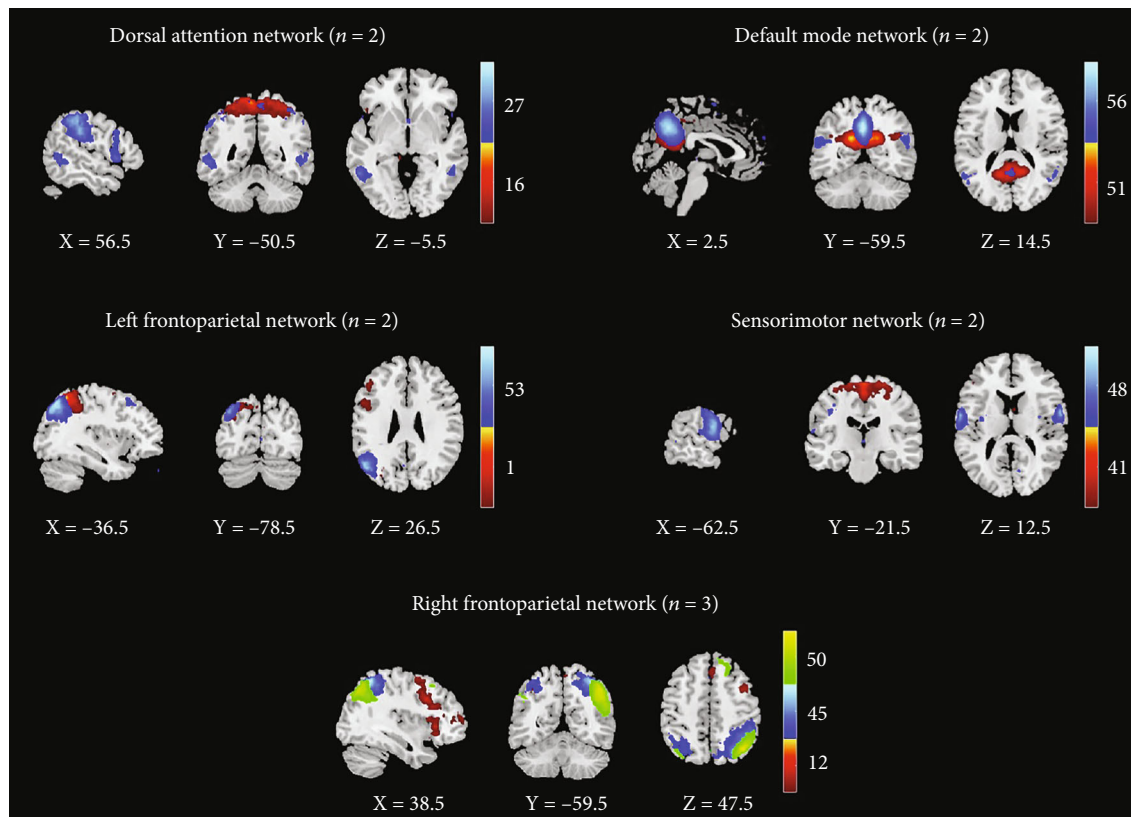 Dorsal attention network (n = 2)
27
16
X = 56.5 Y = –50.5 Z = –5.5
Default mode network (n = 2)
56
51
X = 2.5 Y = –59.5 Z = 14.5
Left frontoparietal network (n = 2)
53
1
X = –36.5 Y = –78.5 Z = 26.5
Sensorimotor network (n = 2)
48
41
X = –62.5 Y = –21.5 Z = 12.5
Right frontoparietal network (n = 3)
50
45
12
X = 38.5 Y = –59.5 Z = 47.5